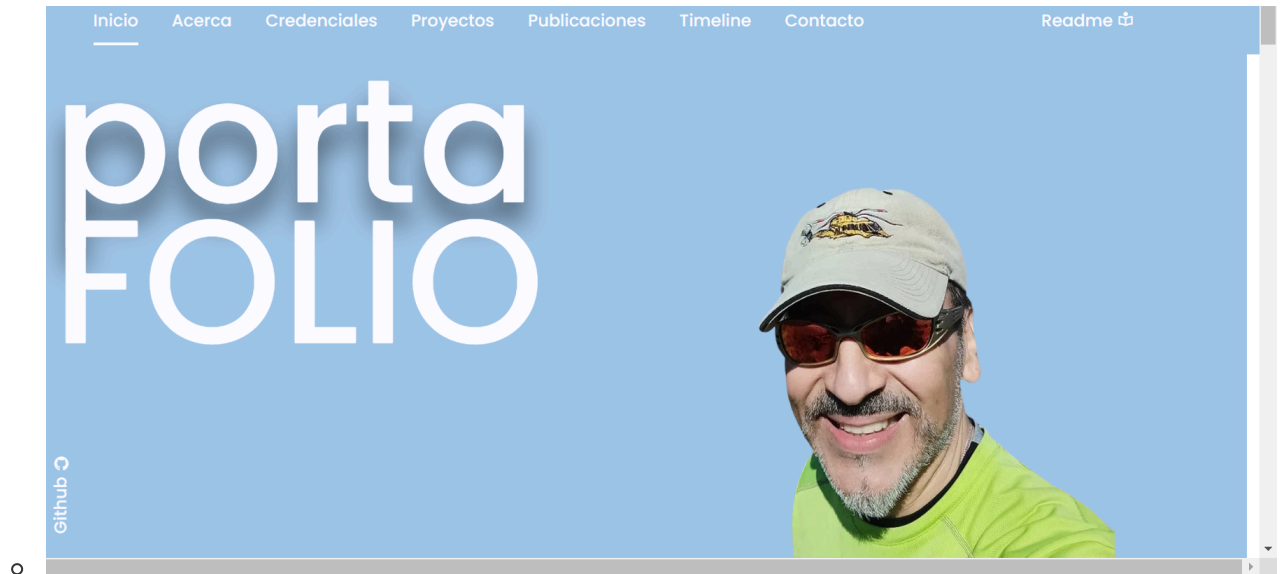 Inicio Acerca Credenciales Proyectos Publicaciones Timeline Contacto Readme
porta
FOLIO
Github